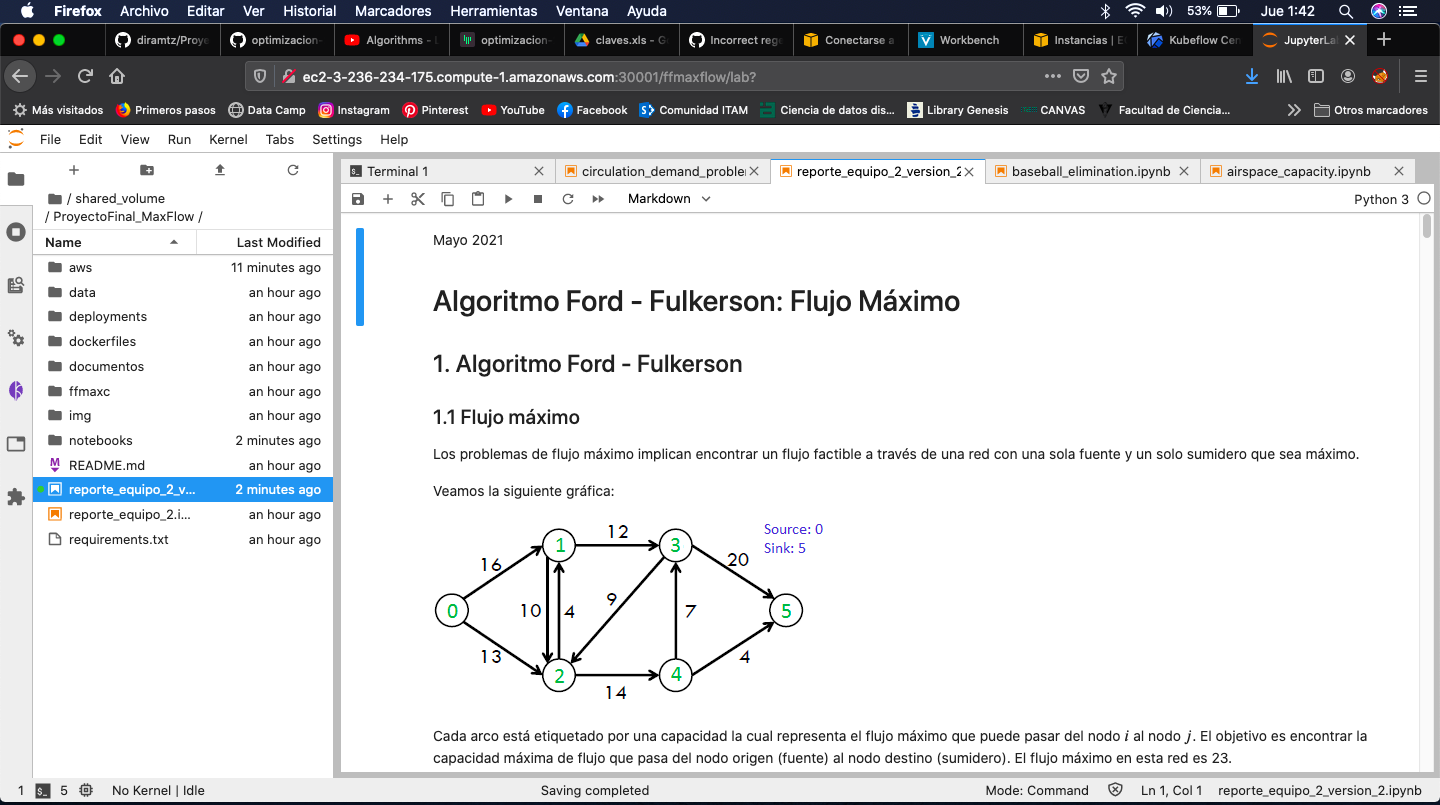 Firefox Archivo Editar Ver Historial Marcadores Herramientas Ventana Ayuda 53% Jue 1:42
diramtz/Proye optimizacion- Algorithms - L optimizacion- claves.xls - G Incorrect reg Conectarse a Workbench Instancias | E Kubeflow Cen JupyterLa
ec2-3-236-234-175.compute-1.amazonaws.com:30001/ffmaxflow/lab?
Más visitados Primeros pasos Data Camp Instagram Pinterest YouTube Facebook Comunidad ITAM Ciencia de datos dis... Library Genesis CANVAS Facultad de Ciencia... Otros marcadores
File Edit View Run Kernel Tabs Settings Help
Terminal 1 circulation_demand_proble reporte_equipo_2_version_2 baseball_elimination.ipynb airspace_capacity.ipynb
Markdown Python 3
/ shared_volume
/ ProyectoFinal_MaxFlow /
Name Last Modified
aws 11 minutes ago
data an hour ago
deployments an hour ago
dockerfiles an hour ago
documentos an hour ago
ffmaxc an hour ago
img an hour ago
notebooks 2 minutes ago
README.md an hour ago
reporte_equipo_2_v... 2 minutes ago
reporte_equipo_2.i... an hour ago
requirements.txt an hour ago
Mayo 2021
Algoritmo Ford - Fulkerson: Flujo Máximo
1. Algoritmo Ford - Fulkerson
1.1 Flujo máximo
Los problemas de flujo máximo implican encontrar un flujo factible a través de una red con una sola fuente y un solo sumidero que sea máximo.
Veamos la siguiente gráfica:
Source: 0
Sink: 5
12
1 3
16 20
10 4 9 7
0 5
13 4
2 4
14
Cada arco está etiquetado por una capacidad la cual representa el flujo máximo que puede pasar del nodo i al nodo j. El objetivo es encontrar la
capacidad máxima de flujo que pasa del nodo origen (fuente) al nodo destino (sumidero). El flujo máximo en esta red es 23.
1 5 No Kernel | Idle Saving completed Mode: Command Ln 1, Col 1 reporte_equipo_2_version_2.ipynb